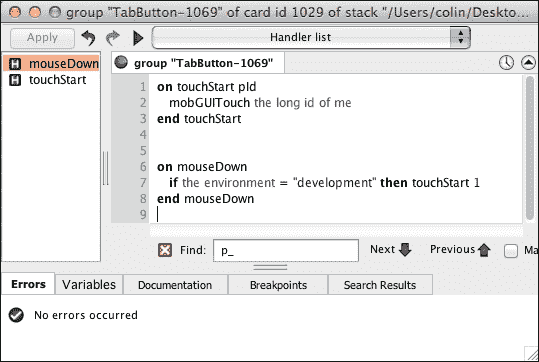 group "TabButton-1069" of card id 1029 of stack "/Users/colin/Deskto...
Apply
Handler list
mouseDown
touchStart
group "TabButton-1069"
1 on touchStart pId
2 mobGUITouch the long id of me
3 end touchStart
4
5
6 on mouseDown
7 if the environment = "development" then touchStart 1
8 end mouseDown
9
Find: p_ Next Previous Ma
Errors Variables Documentation Breakpoints Search Results
No errors occurred